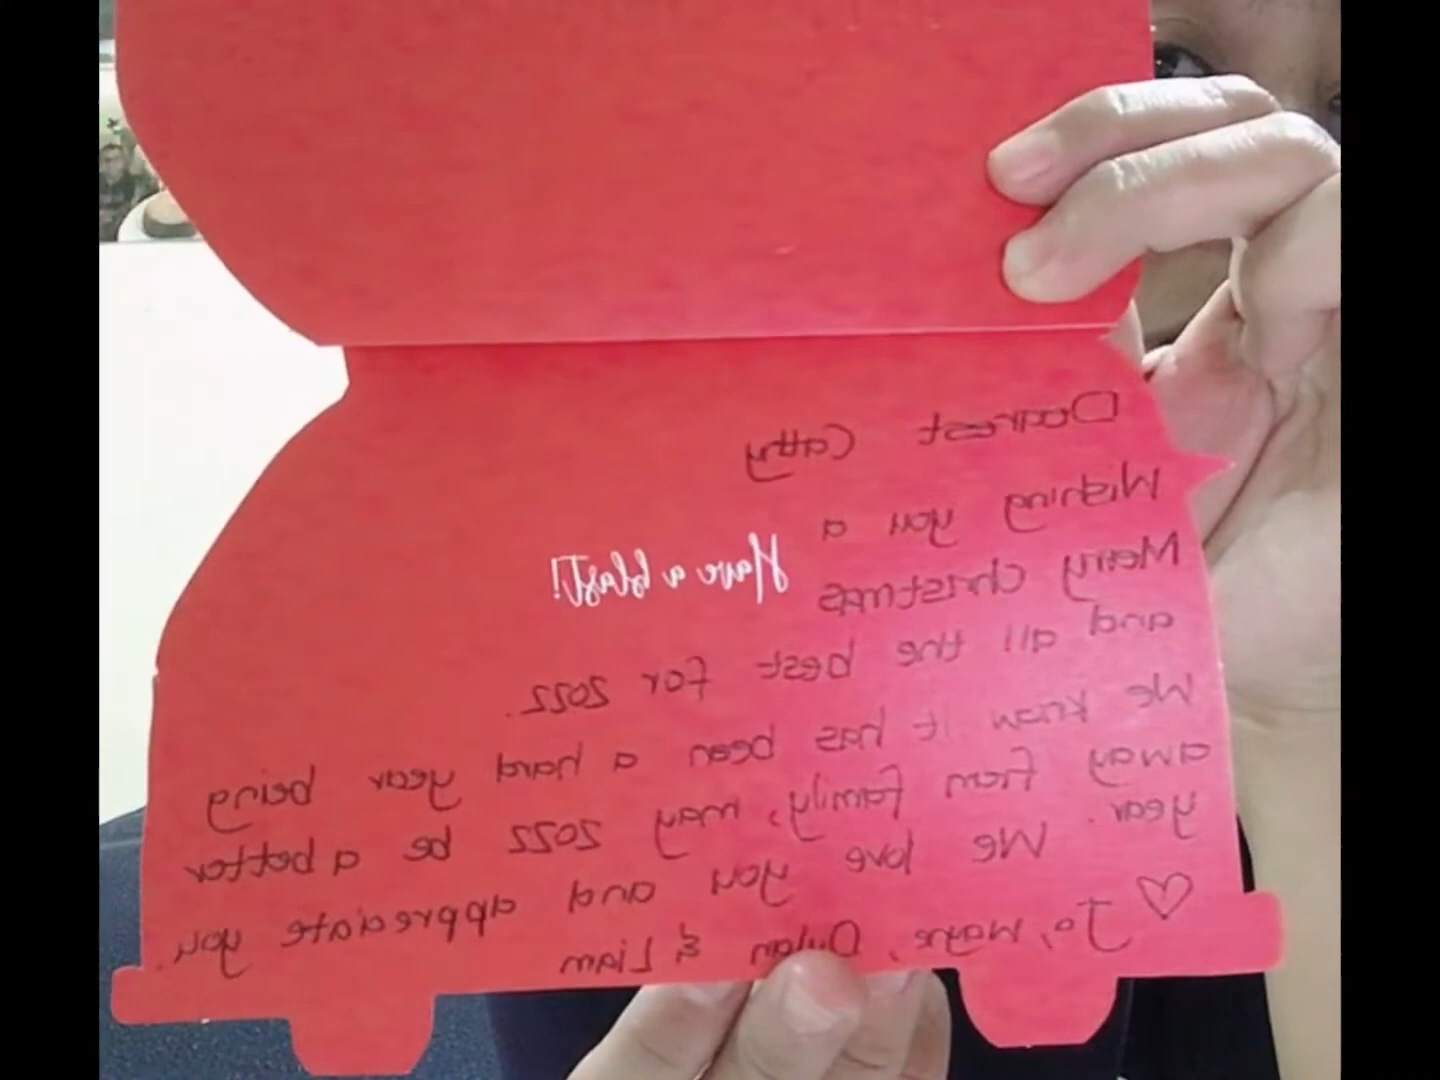 Dearest Cathy
Wishing you a
Merry Christmas
Have a blast!
and all the best for 2022.
We know it has been a hard year being
away from family, may 2022 be a better
year. We love you and appreciate you.
♡ Jo, Wayne, Dylan & Liam